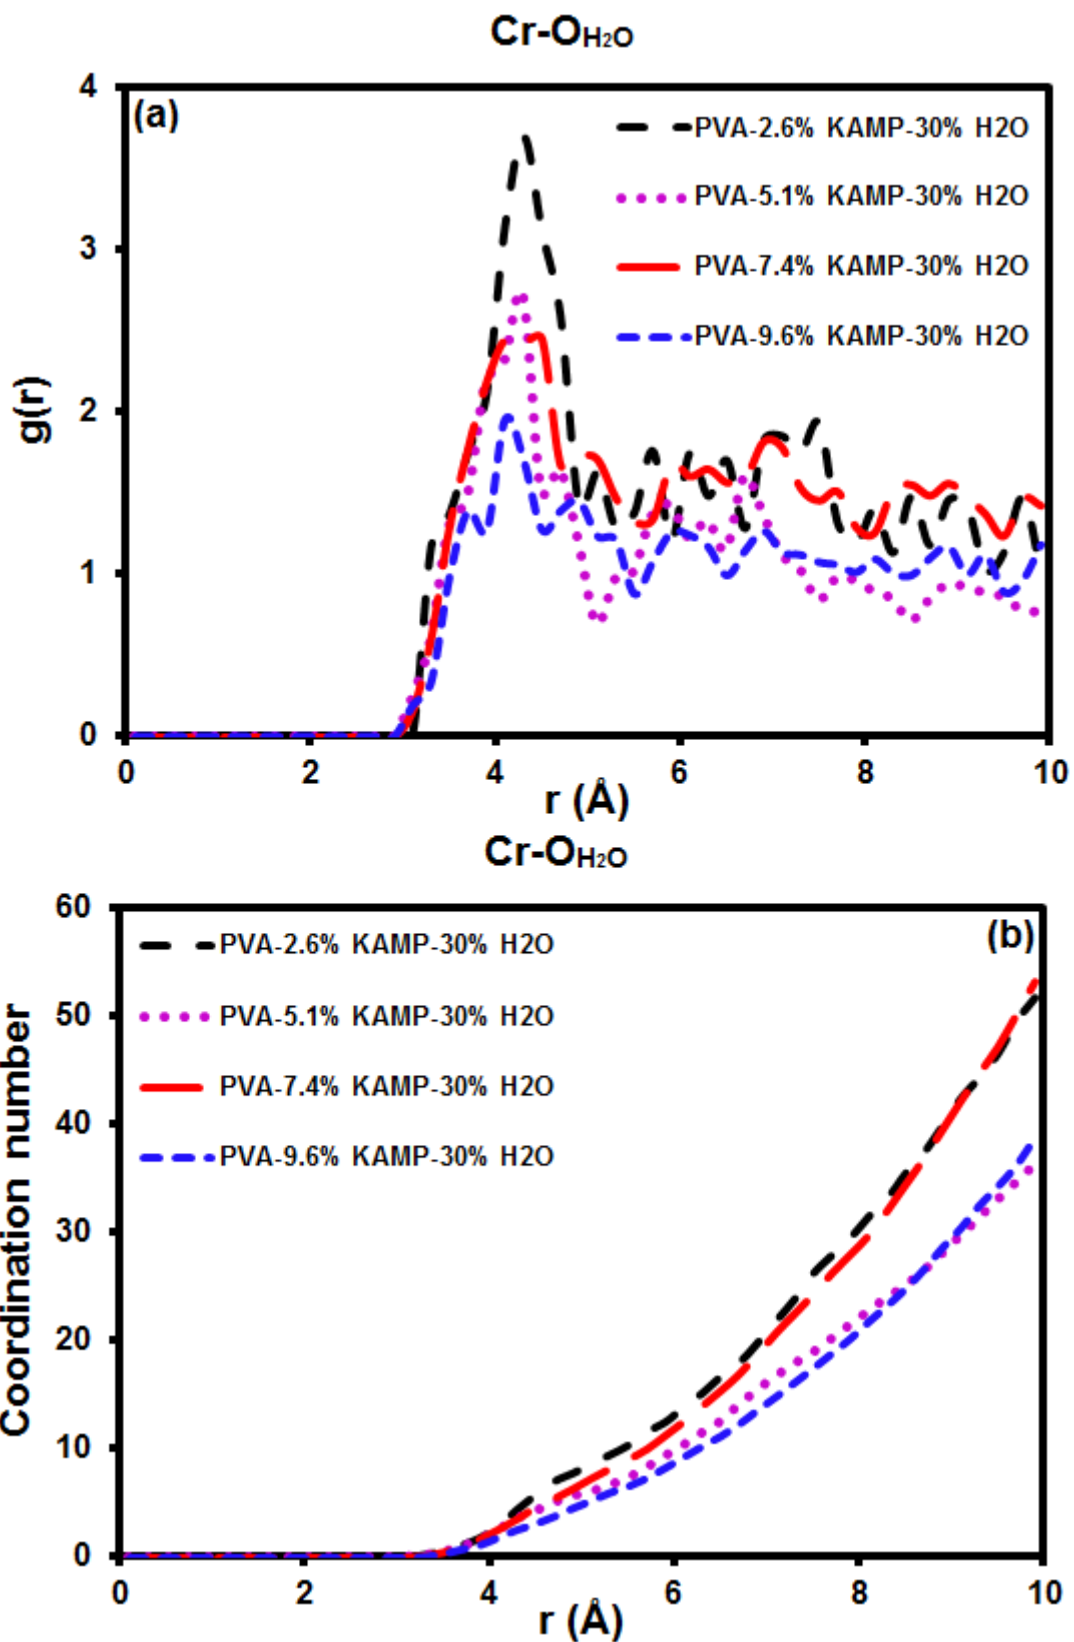 Cr-OH2O
(a)
4
3
2
1
0
g(r)
PVA-2.6% KAMP-30% H2O
PVA-5.1% KAMP-30% H2O
PVA-7.4% KAMP-30% H2O
PVA-9.6% KAMP-30% H2O
0 2 4 6 8 10
r (Å)
Cr-OH2O
(b)
60
50
40
30
20
10
0
Coordination number
PVA-2.6% KAMP-30% H2O
PVA-5.1% KAMP-30% H2O
PVA-7.4% KAMP-30% H2O
PVA-9.6% KAMP-30% H2O
0 2 4 6 8 10
r (Å)